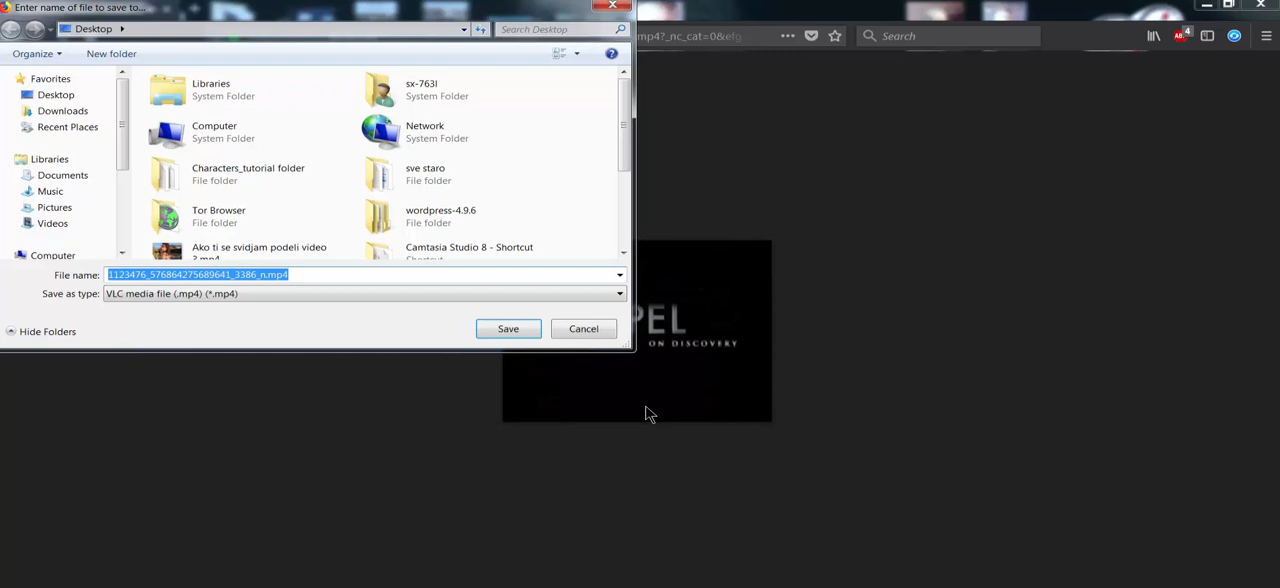 Enter name of file to save to...
Desktop
Search Desktop
mp4?_nc_cat=0&efg
Search
4
Organize
New folder
Favorites
Desktop
Downloads
Recent Places
Libraries
Documents
Music
Pictures
Videos
Computer
Libraries
System Folder
sx-763l
System Folder
Computer
System Folder
Network
System Folder
Characters_tutorial folder
File folder
sve staro
File folder
Tor Browser
File folder
wordpress-4.9.6
File folder
Ako ti se svidjam podeli video
Camtasia Studio 8 - Shortcut
File name:
1123476_576864275689641_3386_n.mp4
Save as type:
VLC media file (.mp4) (*.mp4)
Hide Folders
Save
Cancel
PEL
ON DISCOVERY